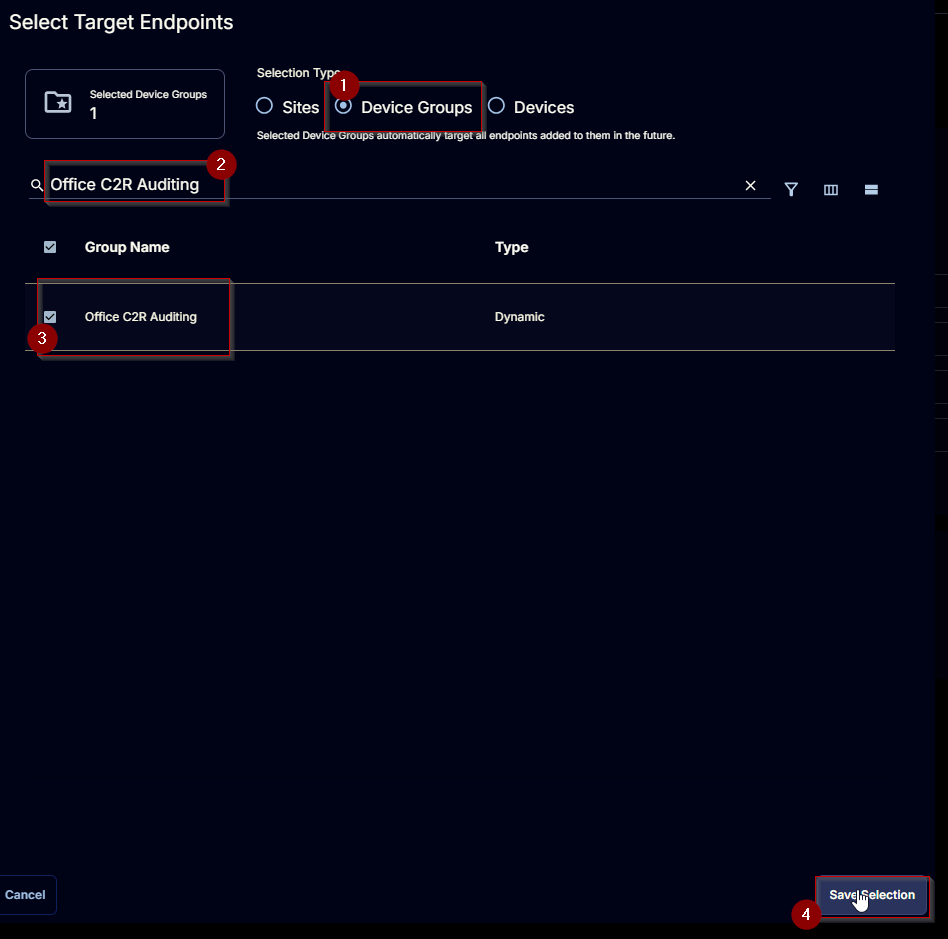 Select Target Endpoints
Selected Device Groups
1
Selection Type
1
Sites
Device Groups
Devices
Selected Device Groups automatically target all endpoints added to them in the future.
2
Office C2R Auditing
Group Name Type
Office C2R Auditing Dynamic
3
Cancel
Save Selection
4